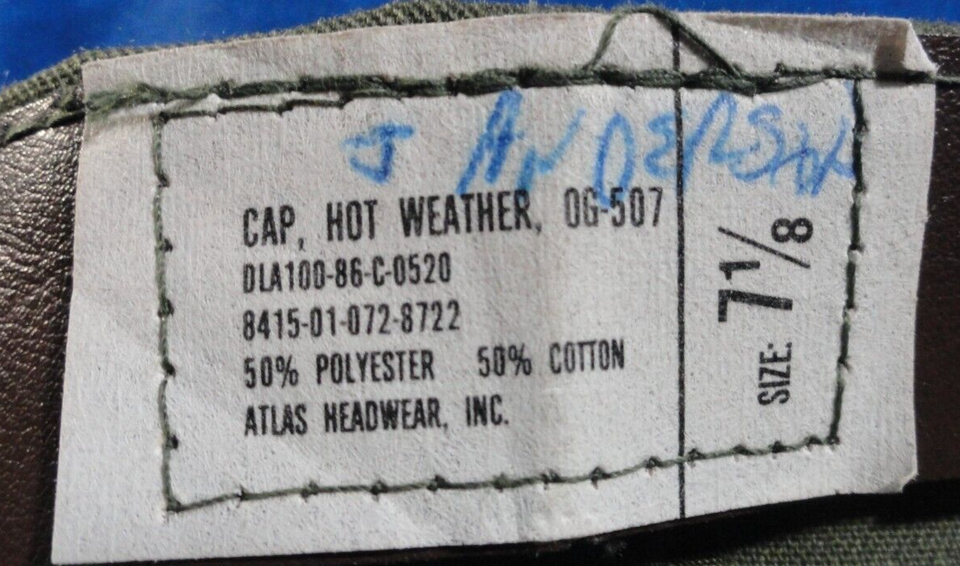 J ANDERSON
CAP, HOT WEATHER, OG-507
DLA100-86-C-0520
8415-01-072-8722
50% POLYESTER 50% COTTON
ATLAS HEADWEAR, INC.
SIZE: 7 1/8